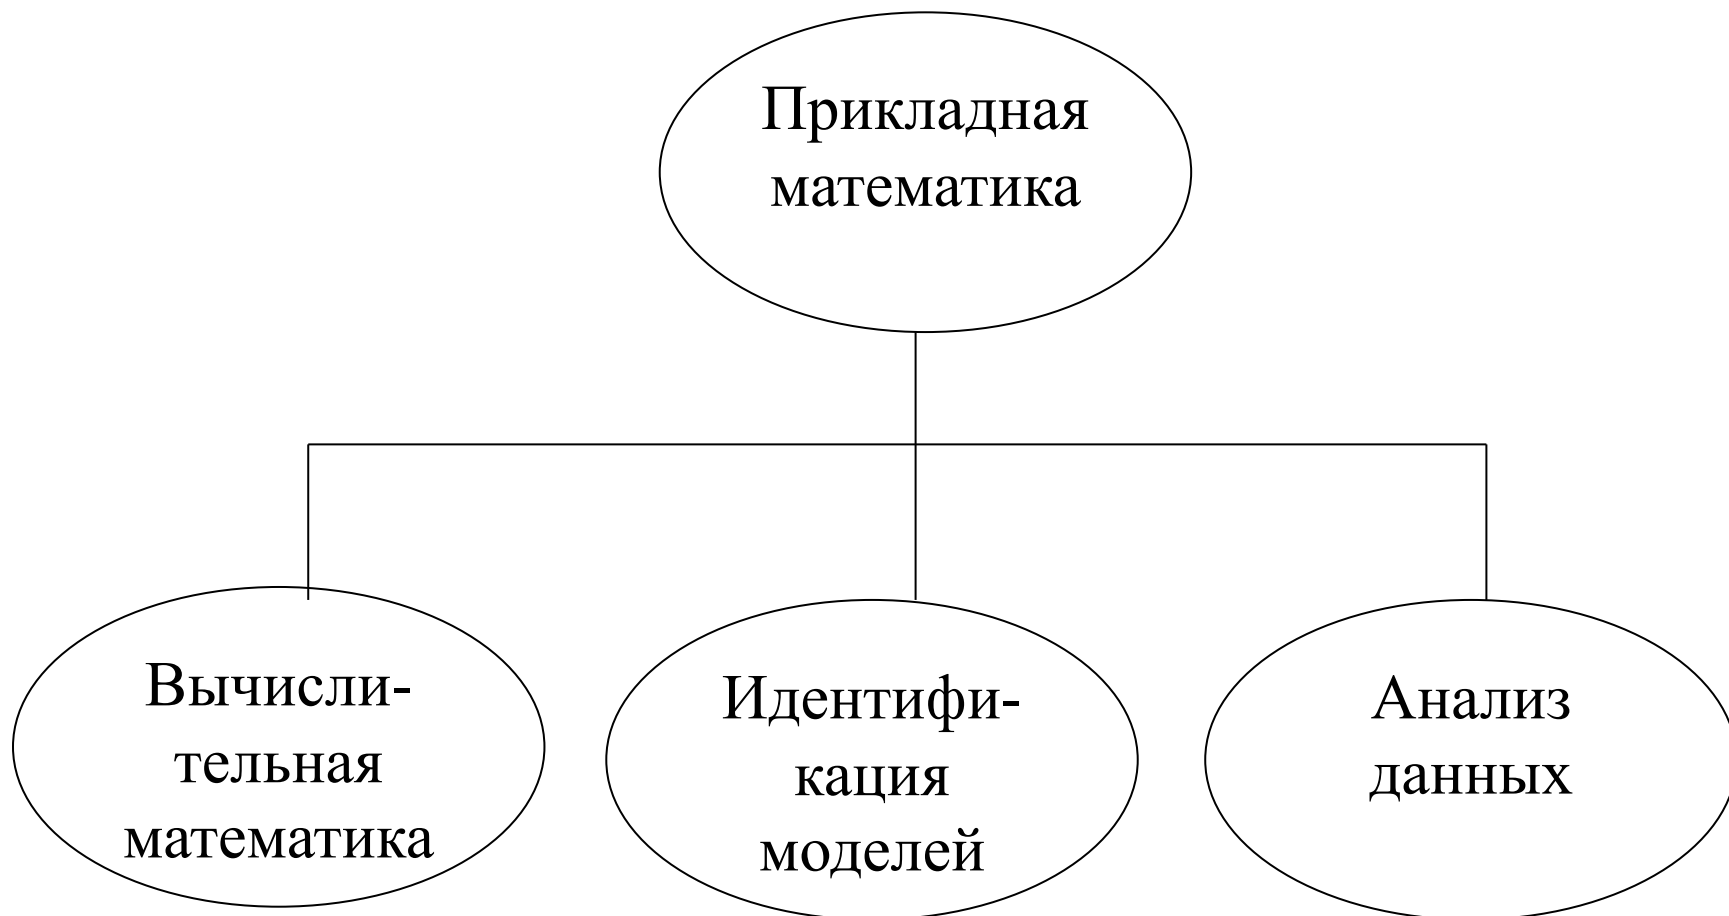 Прикладная
математика
Вычисли-
тельная
математика
Идентифи-
кация
моделей
Анализ
данных